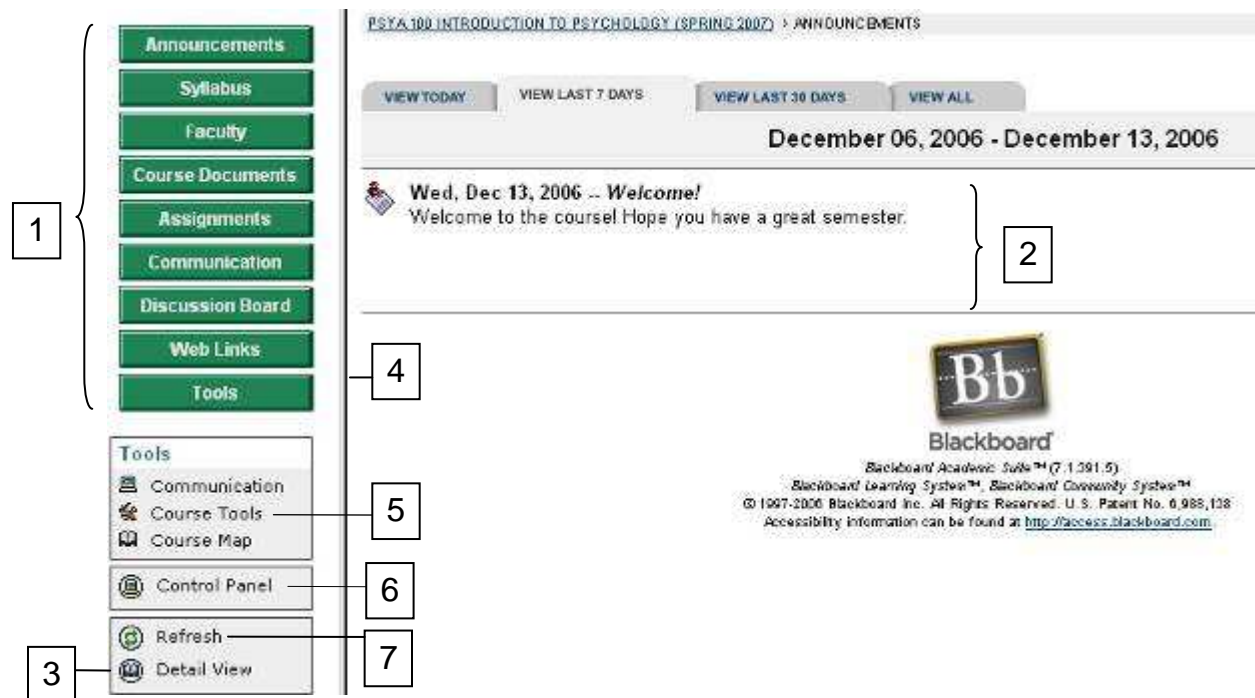 PSYA 100 INTRODUCTION TO PSYCHOLOGY (SPRING 2007) > ANNOUNCEMENTS
Announcements
Syllabus
Faculty
Course Documents
Assignments
Communication
Discussion Board
Web Links
Tools
1
VIEW TODAY VIEW LAST 7 DAYS VIEW LAST 30 DAYS VIEW ALL
December 06, 2006 - December 13, 2006
Wed, Dec 13, 2006 -- Welcome!
Welcome to the course! Hope you have a great semester.
2
4
Bb
Blackboard
Blackboard Academic Suite™ (7.1.391.5)
Blackboard Learning System™, Blackboard Community System™
© 1997-2006 Blackboard Inc. All Rights Reserved. U.S. Patent No. 6,988,138
Accessibility information can be found at http://access.blackboard.com.
Tools
Communication
Course Tools
Course Map
5
Control Panel
6
Refresh
7
Detail View
3